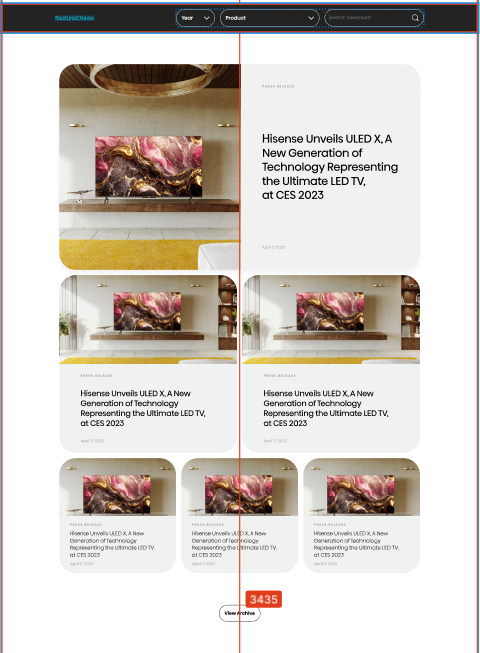 Year
Product
Search newsroom
PRESS RELEASE
Hisense Unveils ULED X, A
New Generation of
Technology Representing
the Ultimate LED TV,
at CES 2023
April 17 2023
PRESS RELEASE
Hisense Unveils ULED X, A New
Generation of Technology
Representing the Ultimate LED TV,
at CES 2023
April 17 2023
PRESS RELEASE
Hisense Unveils ULED X, A New
Generation of Technology
Representing the Ultimate LED TV,
at CES 2023
April 17 2023
PRESS RELEASE
Hisense Unveils ULED X, A New
Generation of Technology
Representing the Ultimate LED TV,
at CES 2023
April 17 2023
PRESS RELEASE
Hisense Unveils ULED X, A New
Generation of Technology
Representing the Ultimate LED TV,
at CES 2023
April 17 2023
PRESS RELEASE
Hisense Unveils ULED X, A New
Generation of Technology
Representing the Ultimate LED TV,
at CES 2023
April 17 2023
3435
View Archive